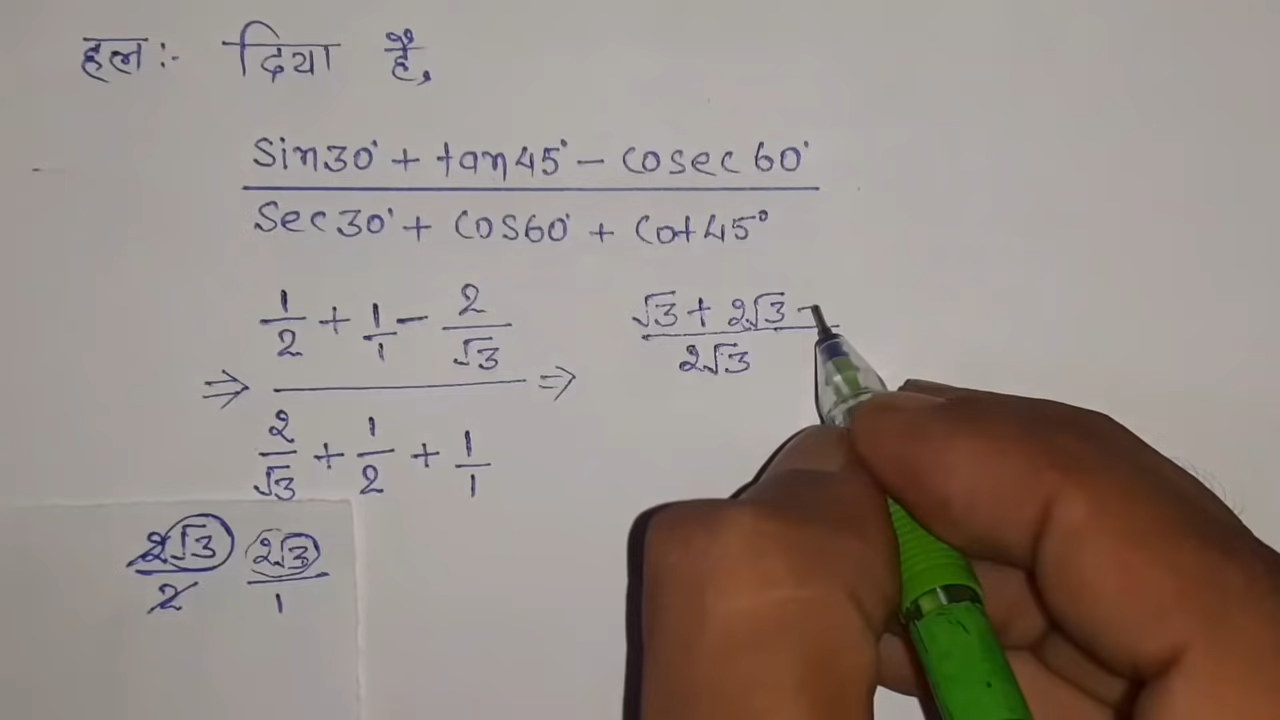 हल :- दिया है,
sin30° + tan45° - cosec60°
sec30° + cos60° + cot45°
⇒ 1/2 + 1/1 - 2/√3 ⇒ √3 + 2√3 -
2/√3 + 1/2 + 1/1 2√3
2√3/2 2√3/1